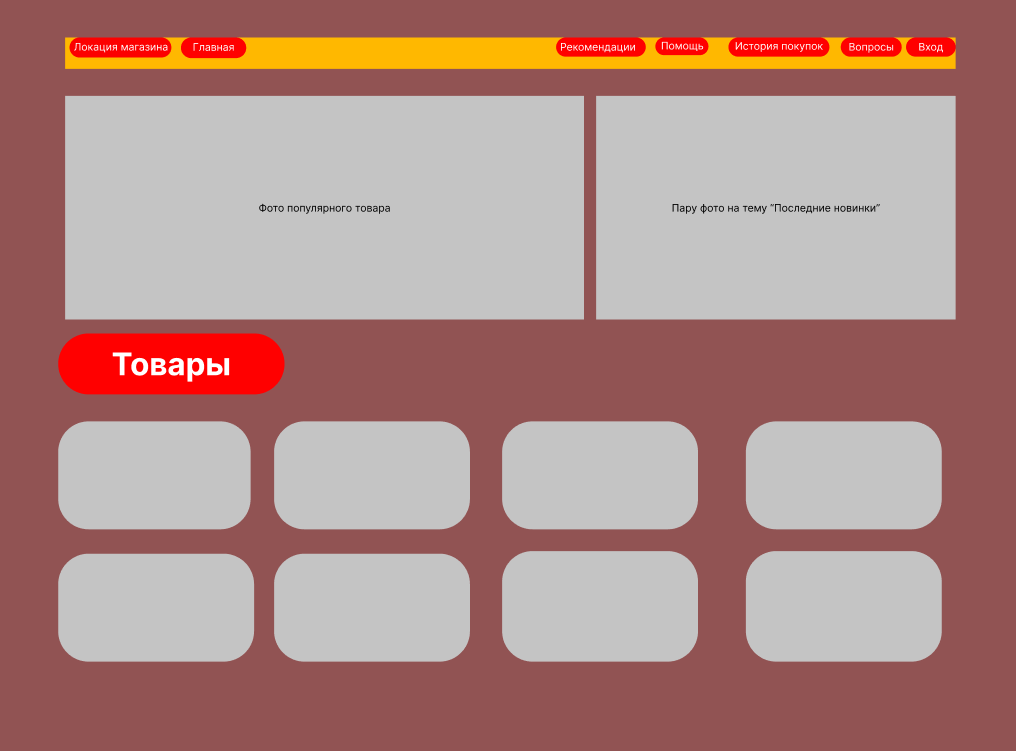 Локация магазина
Главная
Рекомендации
Помощь
История покупок
Вопросы
Вход
Фото популярного товара
Пару фото на тему "Последние новинки"
Товары